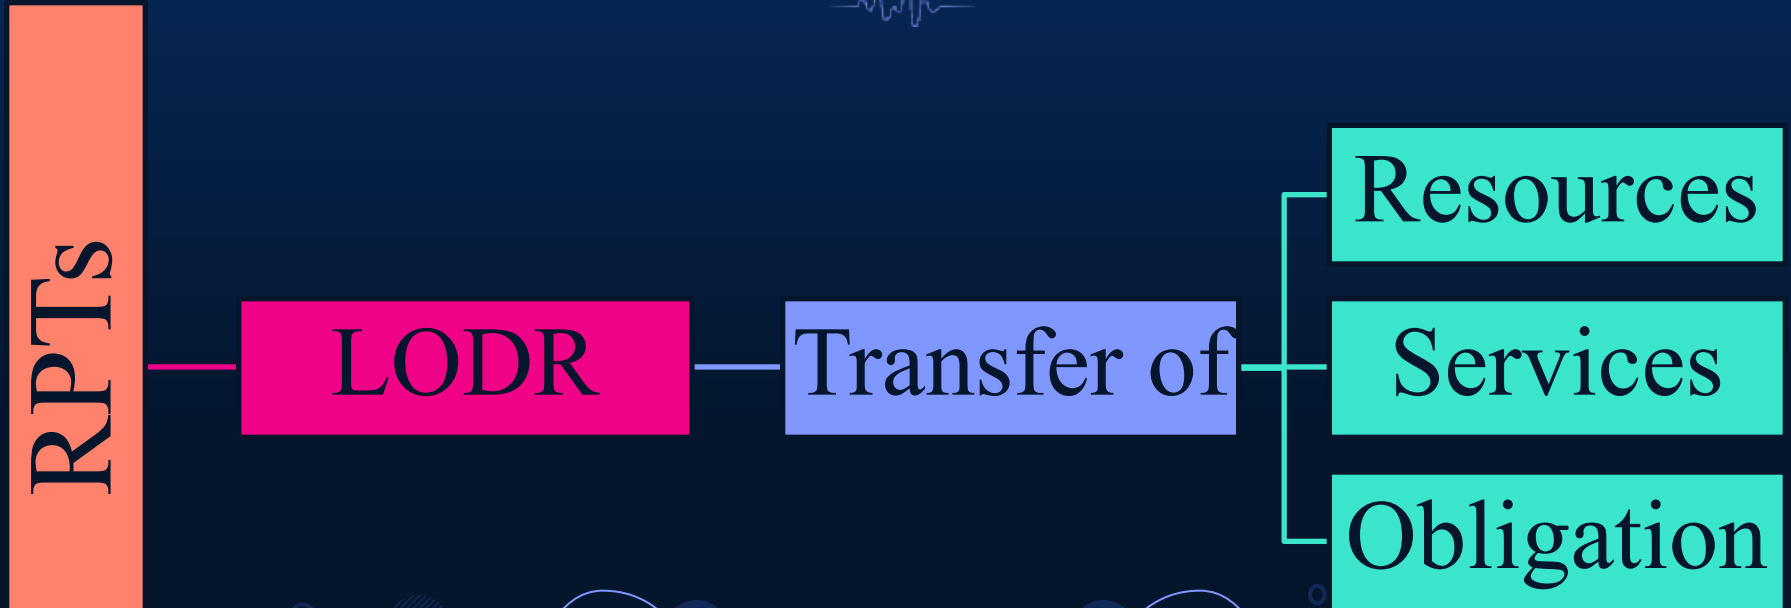 RPTs
LODR
Transfer of
Resources
Services
Obligation